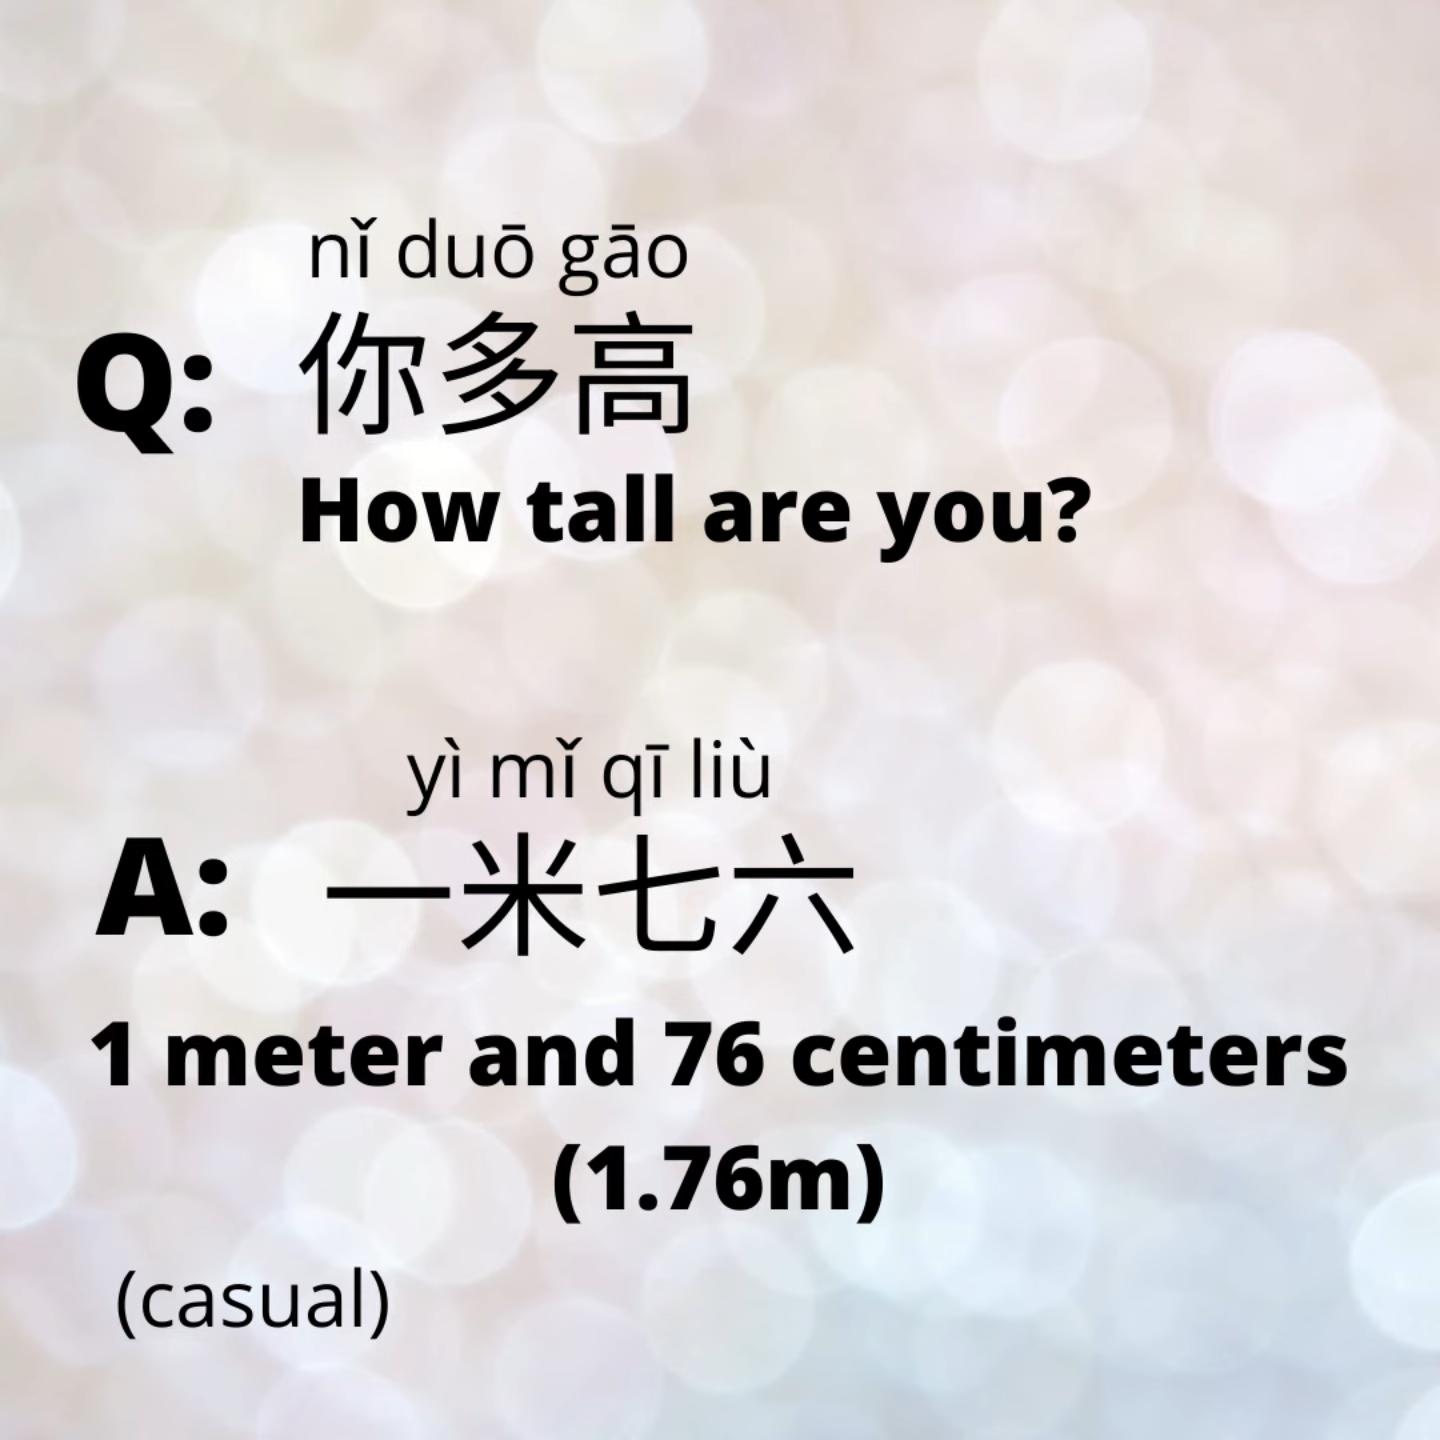 nǐ duō gāo
Q: 你多高
How tall are you?
yì mǐ qī liù
A: 一米七六
1 meter and 76 centimeters
(1.76m)
(casual)